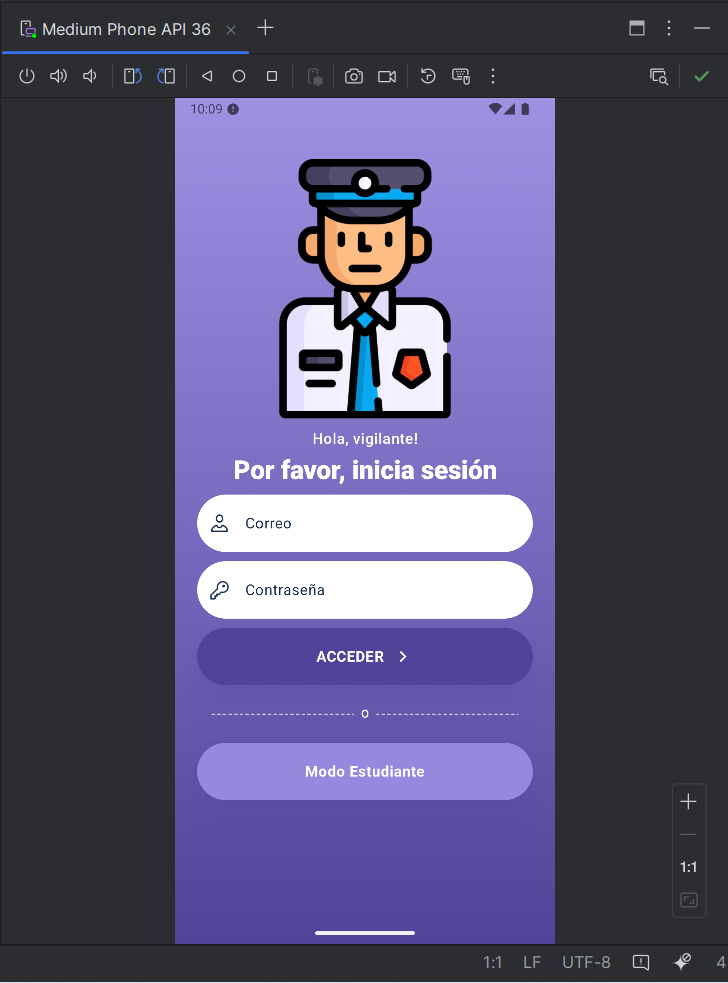 Medium Phone API 36
10:09
Hola, vigilante!
Por favor, inicia sesión
Correo
Contraseña
ACCEDER
O
Modo Estudiante
1:1
1:1 LF UTF-8 4